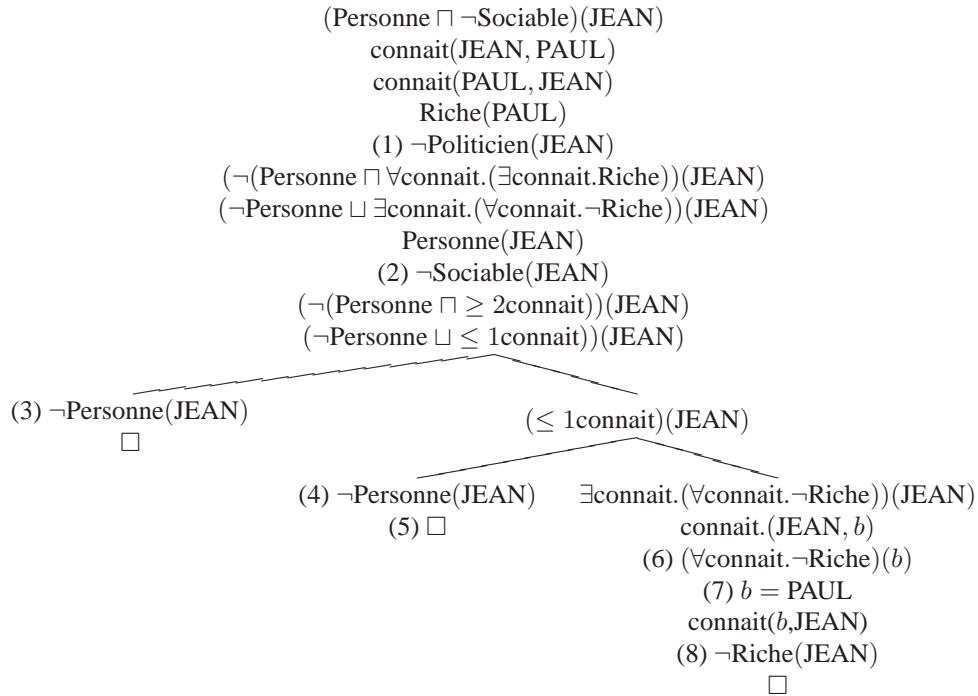 (Personne ⊓ ¬Sociable)(JEAN)
connait(JEAN, PAUL)
connait(PAUL, JEAN)
Riche(PAUL)
(1) ¬Politicien(JEAN)
(¬(Personne ⊓ ∀connait.(∃connait.Riche))(JEAN)
(¬Personne ⊔ ∃connait.(∀connait.¬Riche))(JEAN)
Personne(JEAN)
(2) ¬Sociable(JEAN)
(¬(Personne ⊓ ≥ 2connait))(JEAN)
(¬Personne ⊔ ≤ 1connait))(JEAN)
(3) ¬Personne(JEAN)
□
(≤ 1connait)(JEAN)
(4) ¬Personne(JEAN)
(5) □
∃connait.(∀connait.¬Riche))(JEAN)
connait.(JEAN, b)
(6) (∀connait.¬Riche)(b)
(7) b = PAUL
connait(b,JEAN)
(8) ¬Riche(JEAN)
□